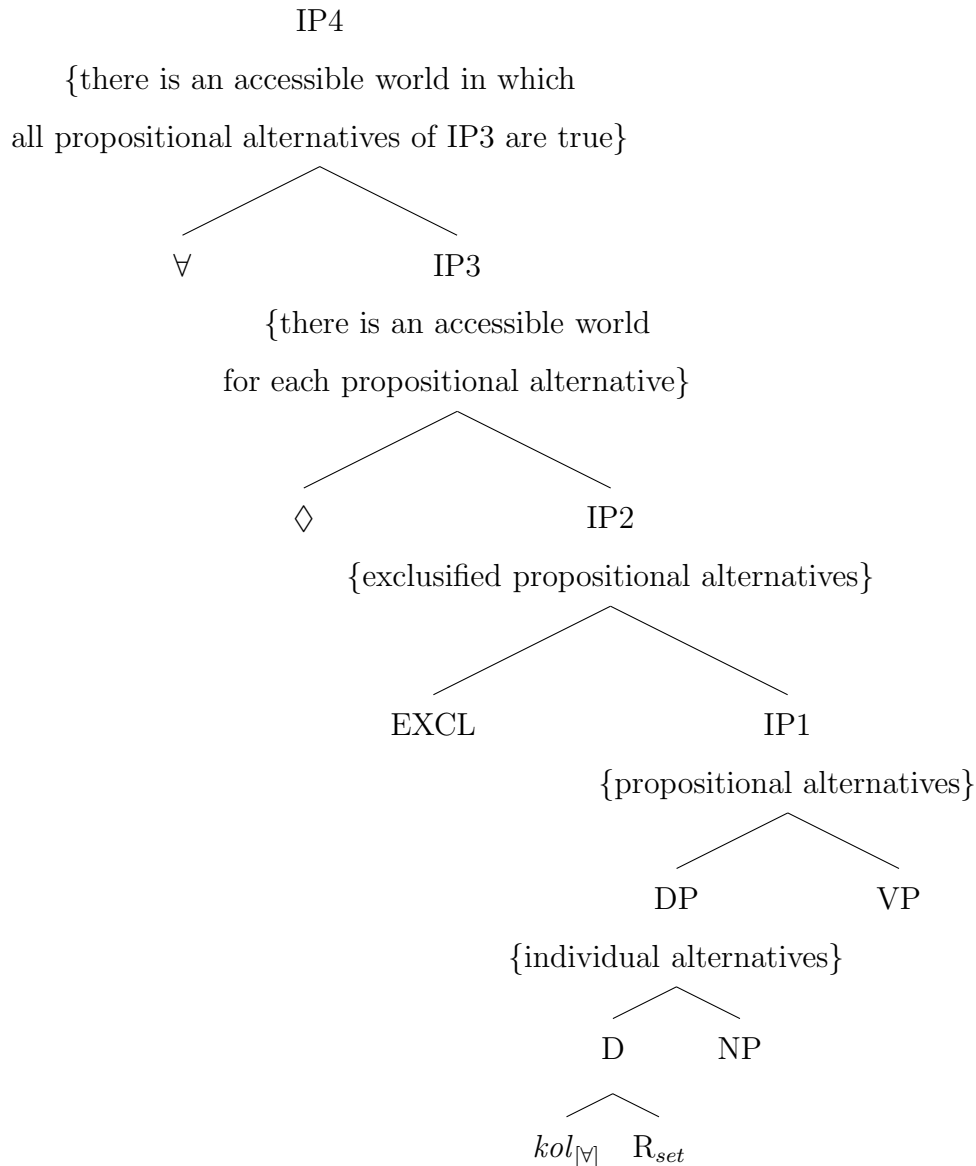 IP4
{there is an accessible world in which
all propositional alternatives of IP3 are true}
∀ IP3
{there is an accessible world
for each propositional alternative}
◊ IP2
{exclusified propositional alternatives}
EXCL IP1
{propositional alternatives}
DP VP
{individual alternatives}
D NP
kol[∀] Rset